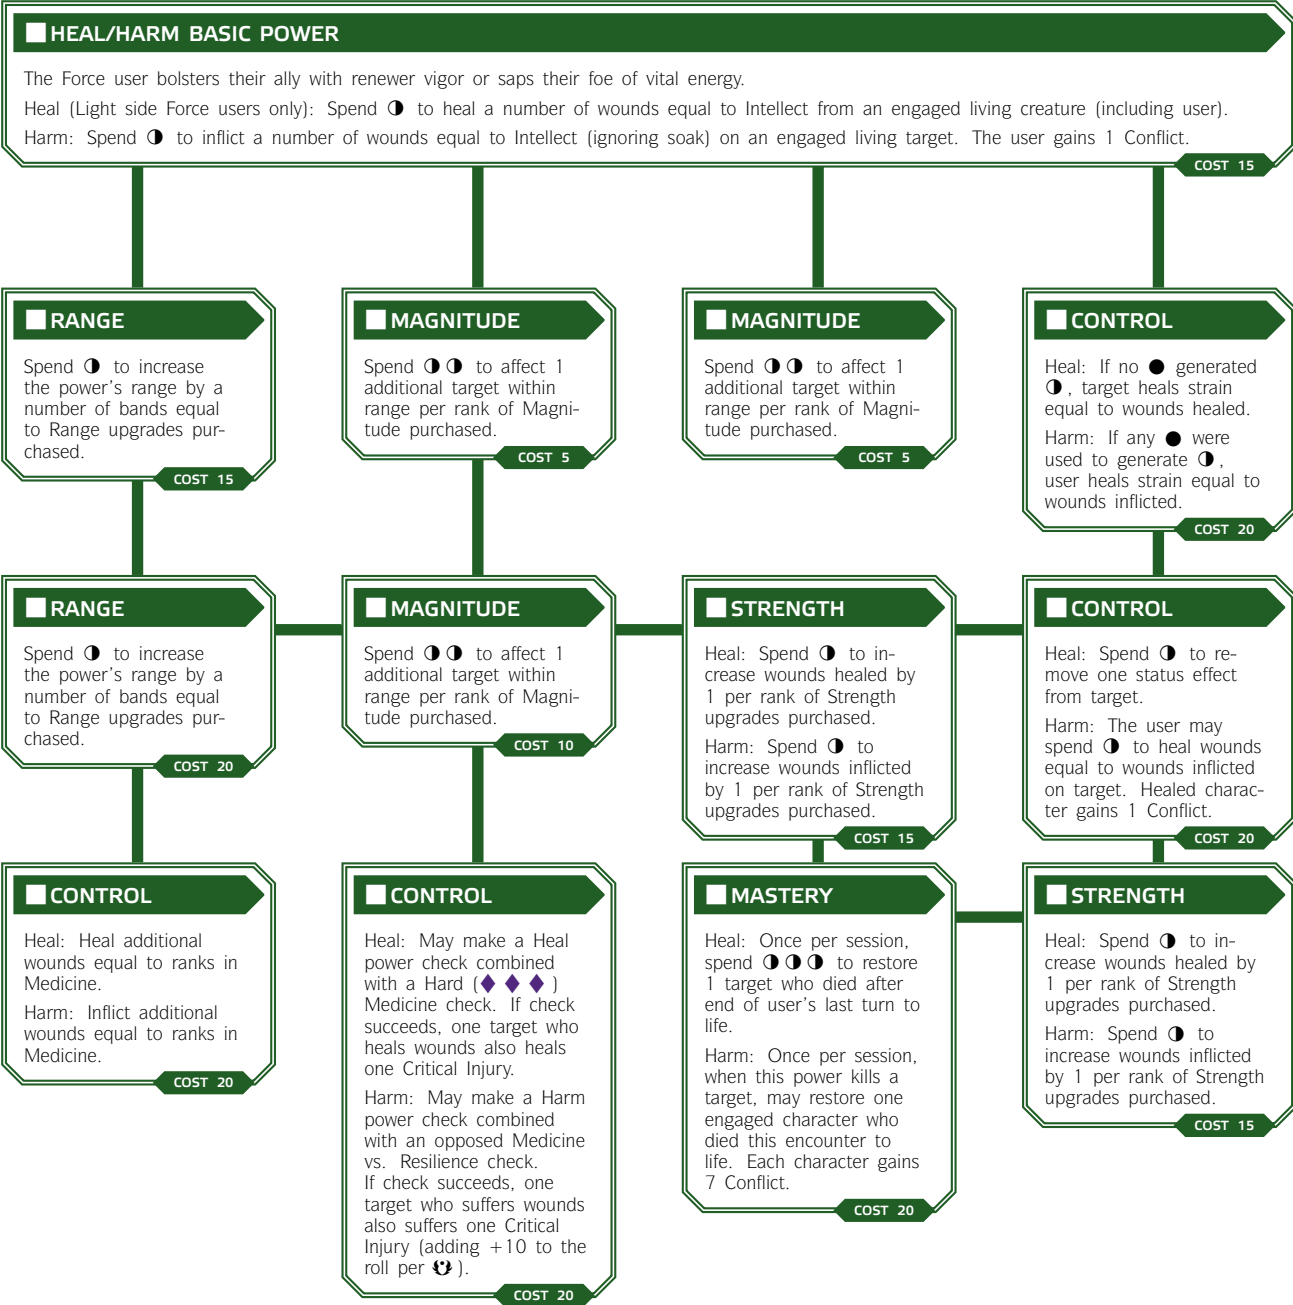 HEAL/HARM BASIC POWER
The Force user bolsters their ally with renewer vigor or saps their foe of vital energy.
Heal (Light side Force users only): Spend ◑ to heal a number of wounds equal to Intellect from an engaged living creature (including user).
Harm: Spend ◑ to inflict a number of wounds equal to Intellect (ignoring soak) on an engaged living target. The user gains 1 Conflict.
COST 15
RANGE
Spend ◑ to increase
the power's range by a
number of bands equal
to Range upgrades pur-
chased.
COST 15
MAGNITUDE
Spend ◑◑ to affect 1
additional target within
range per rank of Magni-
tude purchased.
COST 5
MAGNITUDE
Spend ◑◑ to affect 1
additional target within
range per rank of Magni-
tude purchased.
COST 5
CONTROL
Heal: If no ● generated
◑, target heals strain
equal to wounds healed.
Harm: If any ● were
used to generate ◑,
user heals strain equal to
wounds inflicted.
COST 20
RANGE
Spend ◑ to increase
the power's range by a
number of bands equal
to Range upgrades pur-
chased.
COST 20
MAGNITUDE
Spend ◑◑ to affect 1
additional target within
range per rank of Magni-
tude purchased.
COST 10
STRENGTH
Heal: Spend ◑ to in-
crease wounds healed by
1 per rank of Strength
upgrades purchased.
Harm: Spend ◑ to
increase wounds inflicted
by 1 per rank of Strength
upgrades purchased.
COST 15
CONTROL
Heal: Spend ◑ to re-
move one status effect
from target.
Harm: The user may
spend ◑ to heal wounds
equal to wounds inflicted
on target. Healed charac-
ter gains 1 Conflict.
COST 20
CONTROL
Heal: Heal additional
wounds equal to ranks in
Medicine.
Harm: Inflict additional
wounds equal to ranks in
Medicine.
COST 20
CONTROL
Heal: May make a Heal
power check combined
with a Hard (♦ ♦ ♦)
Medicine check. If check
succeeds, one target who
heals wounds also heals
one Critical Injury.
Harm: May make a Harm
power check combined
with an opposed Medicine
vs. Resilience check.
If check succeeds, one
target who suffers wounds
also suffers one Critical
Injury (adding +10 to the
roll per ).
COST 20
MASTERY
Heal: Once per session,
spend ◑◑◑ to restore
1 target who died after
end of user's last turn to
life.
Harm: Once per session,
when this power kills a
target, may restore one
engaged character who
died this encounter to
life. Each character gains
7 Conflict.
COST 20
STRENGTH
Heal: Spend ◑ to in-
crease wounds healed by
1 per rank of Strength
upgrades purchased.
Harm: Spend ◑ to
increase wounds inflicted
by 1 per rank of Strength
upgrades purchased.
COST 15